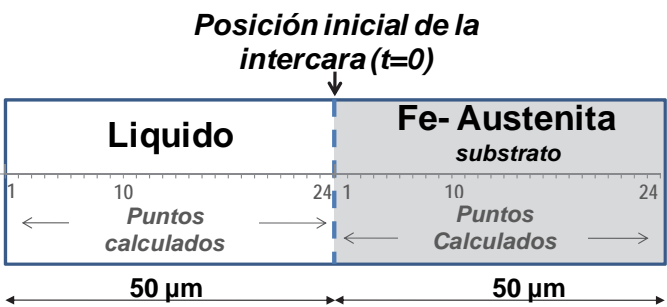 Posición inicial de la
intercara (t=0)
Liquido
Fe- Austenita
substrato
1 10 24 1 10 24
Puntos
calculados
Puntos
Calculados
50 µm 50 µm